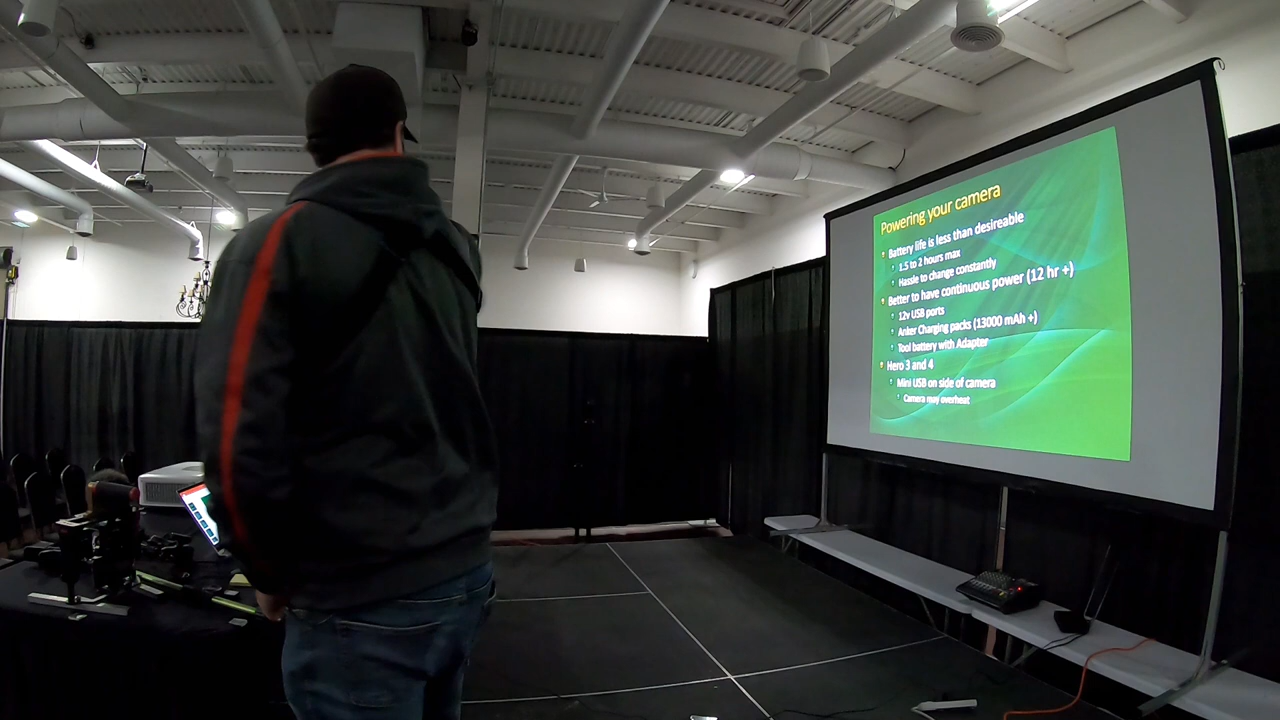 Powering your camera
Battery life is less than desireable
1.5 to 2 hours max
Hassle to change constantly
Better to have continuous power (12 hr +)
12v USB ports
Anker Charging packs (13000 mAh +)
Tool battery with Adapter
Hero 3 and 4
Mini USB on side of camera
Camera may overheat